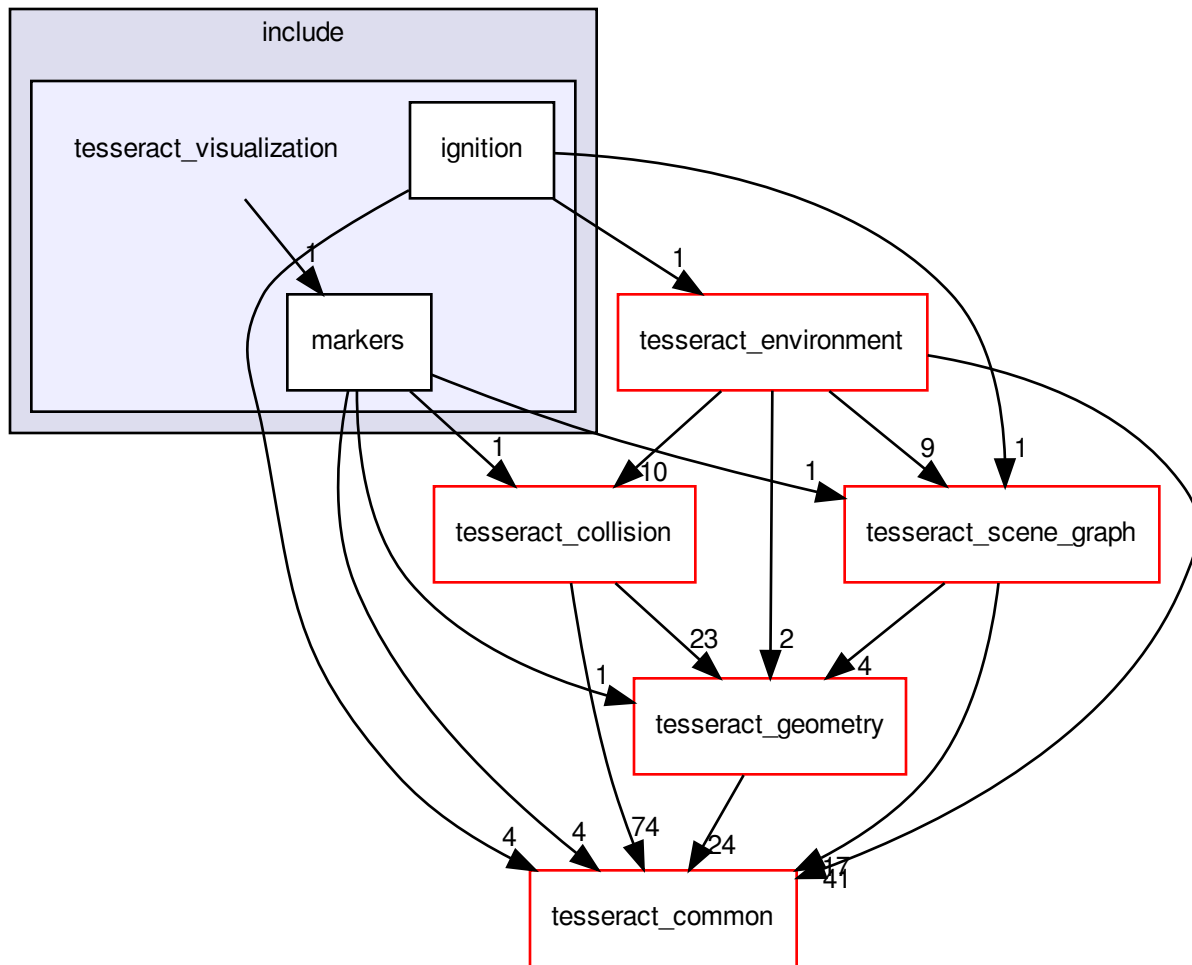 include
tesseract_visualization
ignition
1
1
markers
tesseract_environment
1
10
9
1
1
tesseract_collision
tesseract_scene_graph
23
2
4
1
tesseract_geometry
4
4
74
24
17
41
tesseract_common